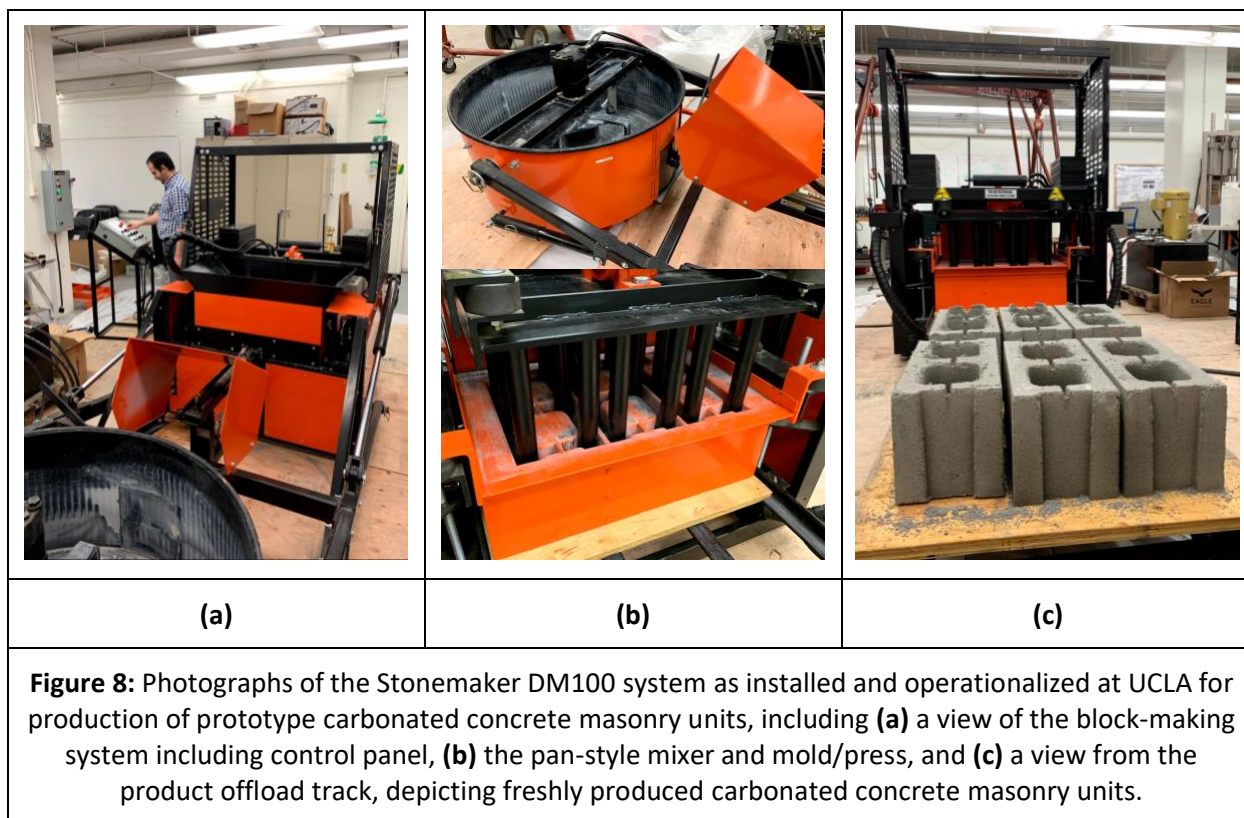 EAGLE
(a)
(b)
(c)
Figure 8: Photographs of the Stonemaker DM100 system as installed and operationalized at UCLA for
production of prototype carbonated concrete masonry units, including (a) a view of the block-making
system including control panel, (b) the pan-style mixer and mold/press, and (c) a view from the
product offload track, depicting freshly produced carbonated concrete masonry units.